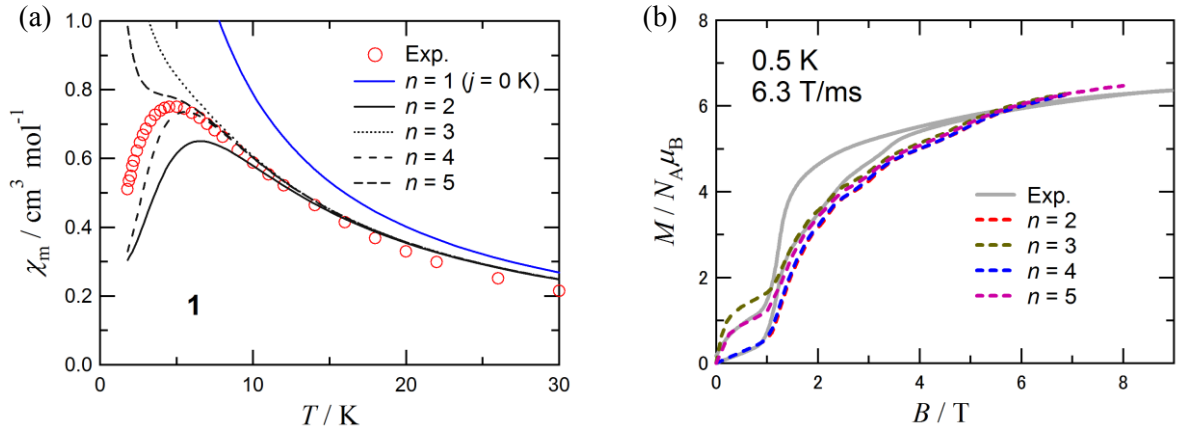 (a)
1.0
0.8
0.6
0.4
0.2
0.0
χm / cm³ mol⁻¹
Exp.
n = 1 (j = 0 K)
n = 2
n = 3
n = 4
n = 5
1
0 5 10 15 20 25 30
T / K
(b)
8
6
4
2
0
M / NAμB
0.5 K
6.3 T/ms
Exp.
n = 2
n = 3
n = 4
n = 5
0 2 4 6 8
B / T